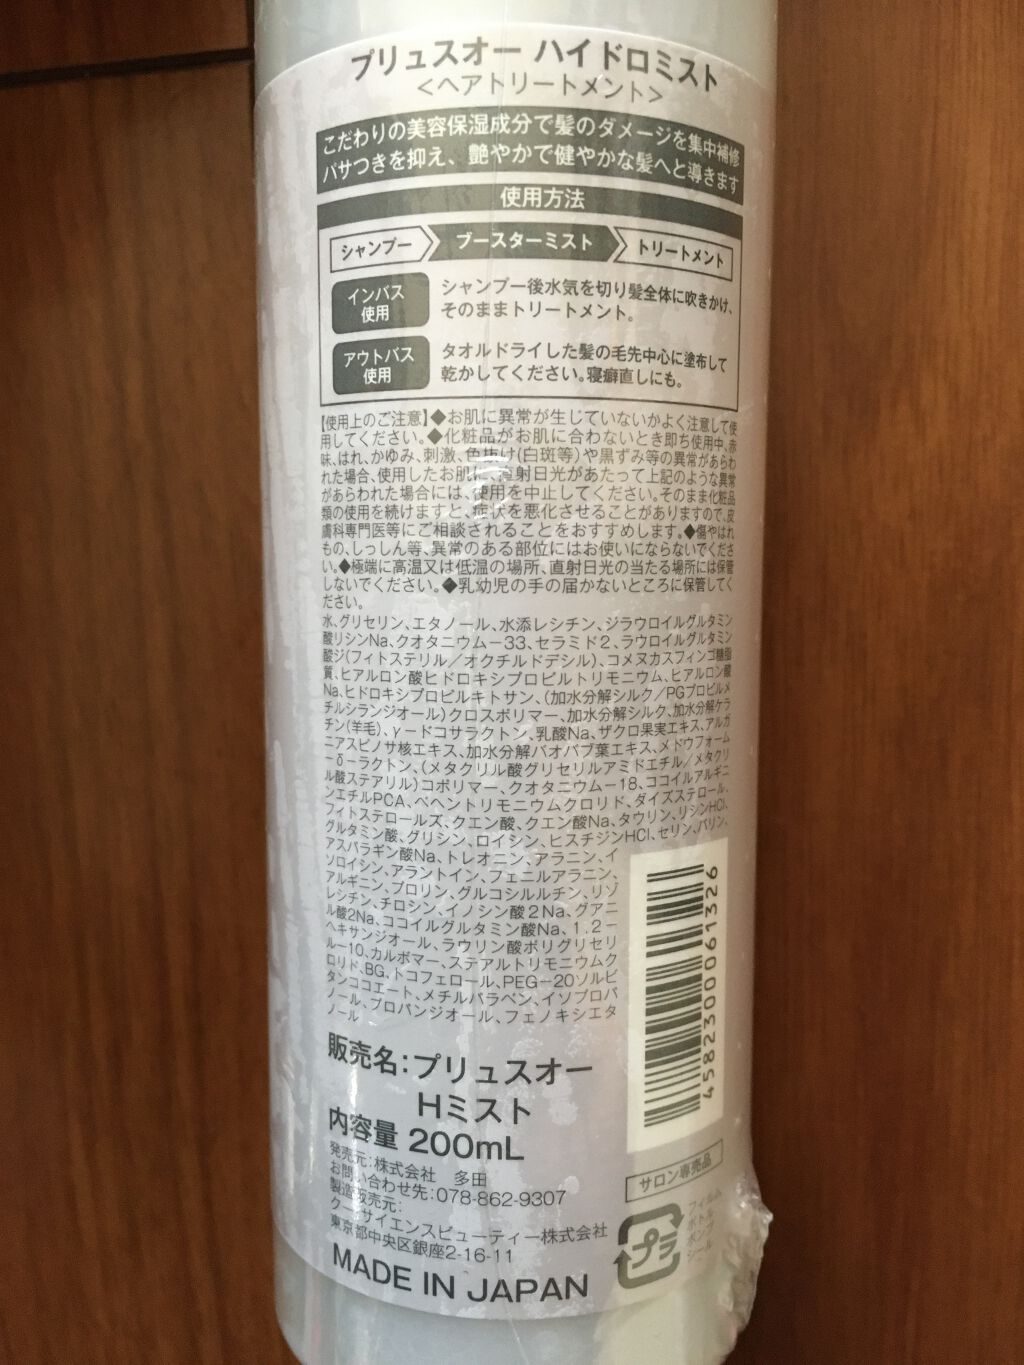 プリュスオー ハイドロミスト
<ヘアトリートメント>
こだわりの美容保湿成分で髪のダメージを集中補修
パサつきを抑え、艶やかで健やかな髪へと導きます
使用方法
シャンプー ブースターミスト トリートメント
インバス
使用
シャンプー後水気を切り髪全体に吹きかけ、
そのままトリートメント。
アウトバス
使用
タオルドライした髪の毛先中心に塗布して
乾かしてください。寝癖直しにも。
【使用上のご注意】◆お肌に異常が生じていないかよく注意して使
用してください。◆化粧品がお肌に合わないとき即ち使用中、赤
味、はれ、かゆみ、刺激、色抜け(白斑等)や黒ずみ等の異常があらわ
れた場合、使用したお肌に、直射日光があたって上記のような異常
があらわれた場合には、使用を中止してください。そのまま化粧品
類の使用を続けますと、症状を悪化させることがありますので、皮
膚科専門医等にご相談されることをおすすめします。◆傷やはれ
もの、しっしん等、異常のある部位にはお使いにならないでくださ
い。◆極端に高温又は低温の場所、直射日光の当たる場所には保管
しないでください。◆乳幼児の手の届かないところに保管してく
ださい。
水、グリセリン、エタノール、水添レシチン、ジラウロイルグルタミン
酸リシンNa、クオタニウム－33、セラミド2、ラウロイルグルタミン
酸ジ(フィトステリル／オクチルドデシル)、コメヌカスフィンゴ糖脂
質、ヒアルロン酸ヒドロキシプロピルトリモニウム、ヒアルロン酸
Na、ヒドロキシプロピルキトサン、(加水分解シルク／PGプロピルメ
チルシランジオール)クロスポリマー、加水分解シルク、加水分解ケラ
チン(羊毛)、γ－ドコサラクトン、乳酸Na、ザクロ果実エキス、アルガ
ニアスピノサ核エキス、加水分解バオバブ葉エキス、メドウフォーム
－δ－ラクトン、(メタクリル酸グリセリルアミドエチル／メタクリ
ル酸ステアリル)コポリマー、クオタニウム－18、ココイルアルギニ
ンエチルPCA、ベヘントリモニウムクロリド、ダイズステロール、
フィトステロールズ、クエン酸、クエン酸Na、タウリン、リシンHCl、
グルタミン酸、グリシン、ロイシン、ヒスチジンHCl、セリン、バリン、
アスパラギン酸Na、トレオニン、アラニン、イ
ソロイシン、アラントイン、フェニルアラニン、
アルギニン、プロリン、グルコシルルチン、リゾ
レシチン、チロシン、イノシン酸2Na、グアニ
ル酸2Na、ココイルグルタミン酸Na、1,2－
ヘキサンジオール、ラウリン酸ポリグリセリ
ル－10、カルボマー、ステアルトリモニウムク
ロリド、BG、トコフェロール、PEG－20ソルビ
タンココエート、メチルパラベン、イソプロパ
ノール、プロパンジオール、フェノキシエタ
ノール
販売名:プリュスオー
Hミスト
内容量 200mL
発売元:株式会社 多田
お問い合わせ先:078-862-9307
製造販売元:
クーサイエンスビューティー株式会社
東京都中央区銀座2-16-11
MADE IN JAPAN
4582300061326
サロン専売品
プラ
フィルム
ボトル
ポンプ
シール